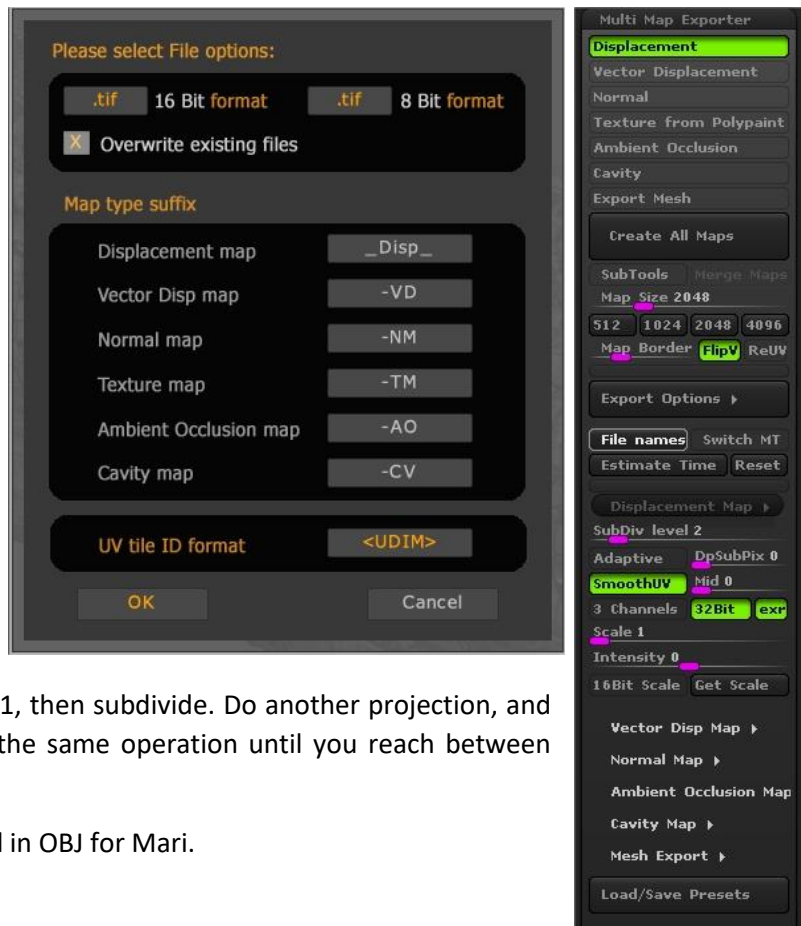 Please select File options:
.tif 16 Bit format .tif 8 Bit format
X Overwrite existing files
Map type suffix
Displacement map _Disp_
Vector Disp map -VD
Normal map -NM
Texture map -TM
Ambient Occlusion map -AO
Cavity map -CV
UV tile ID format <UDIM>
OK Cancel
1, then subdivide. Do another projection, and
the same operation until you reach between
in OBJ for Mari.
Multi Map Exporter
Displacement
Vector Displacement
Normal
Texture from Polypaint
Ambient Occlusion
Cavity
Export Mesh
Create All Maps
SubTools Merge Maps
Map Size 2048
512 1024 2048 4096
Map Border FlipV ReUV
Export Options
File names Switch MT
Estimate Time Reset
Displacement Map
SubDiv level 2
Adaptive DpSubPix 0
SmoothUV Mid 0
3 Channels 32Bit exr
Scale 1
Intensity 0
16Bit Scale Get Scale
Vector Disp Map
Normal Map
Ambient Occlusion Map
Cavity Map
Mesh Export
Load/Save Presets